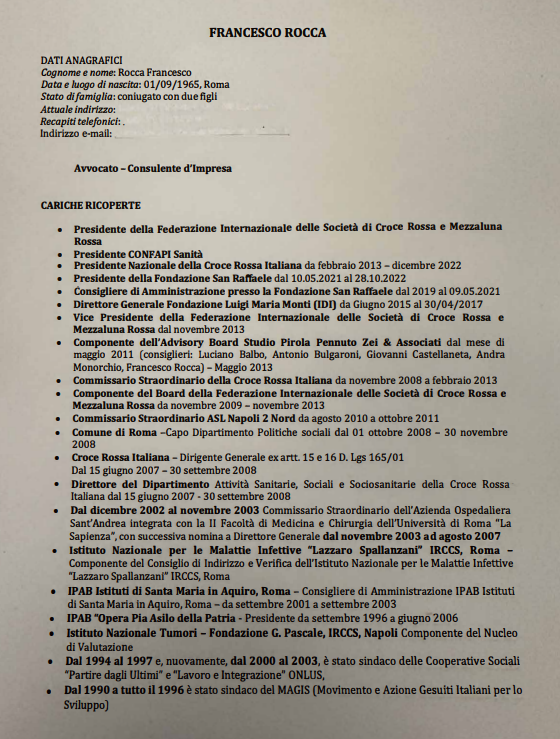 FRANCESCO ROCCA
DATI ANAGRAFICI
Cognome e nome: Rocca Francesco
Data e luogo di nascita: 01/09/1965, Roma
Stato di famiglia: coniugato con due figli
Attuale indirizzo:
Recapiti telefonici: .
Indirizzo e-mail:
Avvocato – Consulente d'Impresa
CARICHE RICOPERTE
• Presidente della Federazione Internazionale delle Società di Croce Rossa e Mezzaluna
Rossa
• Presidente CONFAPI Sanità
• Presidente Nazionale della Croce Rossa Italiana da febbraio 2013 – dicembre 2022
• Presidente della Fondazione San Raffaele dal 10.05.2021 al 28.10.2022
• Consigliere di Amministrazione presso la Fondazione San Raffaele dal 2019 al 09.05.2021
• Direttore Generale Fondazione Luigi Maria Monti (IDI) da Giugno 2015 al 30/04/2017
• Vice Presidente della Federazione Internazionale delle Società di Croce Rossa e
Mezzaluna Rossa dal novembre 2013
• Componente dell'Advisory Board Studio Pirola Pennuto Zei & Associati dal mese di
maggio 2011 (consiglieri: Luciano Balbo, Antonio Bulgaroni, Giovanni Castellaneta, Andra
Monorchio, Francesco Rocca) – Maggio 2013
• Commissario Straordinario della Croce Rossa Italiana da novembre 2008 a febbraio 2013
• Componente del Board della Federazione Internazionale delle Società di Croce Rossa e
Mezzaluna Rossa da novembre 2009 – novembre 2013
• Commissario Straordinario ASL Napoli 2 Nord da agosto 2010 a ottobre 2011
• Comune di Roma –Capo Dipartimento Politiche sociali dal 01 ottobre 2008 – 30 novembre
2008
• Croce Rossa Italiana – Dirigente Generale ex artt. 15 e 16 D. Lgs 165/01
Dal 15 giugno 2007 – 30 settembre 2008
• Direttore del Dipartimento Attività Sanitarie, Sociali e Sociosanitarie della Croce Rossa
Italiana dal 15 giugno 2007 - 30 settembre 2008
• Dal dicembre 2002 al novembre 2003 Commissario Straordinario dell'Azienda Ospedaliera
Sant'Andrea integrata con la II Facoltà di Medicina e Chirurgia dell'Università di Roma "La
Sapienza", con successiva nomina a Direttore Generale dal novembre 2003 ad agosto 2007
• Istituto Nazionale per le Malattie Infettive "Lazzaro Spallanzani" IRCCS, Roma –
Componente del Consiglio di Indirizzo e Verifica dell'Istituto Nazionale per le Malattie Infettive
"Lazzaro Spallanzani" IRCCS, Roma
• IPAB Istituti di Santa Maria in Aquiro, Roma – Consigliere di Amministrazione IPAB Istituti
di Santa Maria in Aquiro, Roma – da settembre 2001 a settembre 2003
• IPAB "Opera Pia Asilo della Patria - Presidente da settembre 1996 a giugno 2006
• Istituto Nazionale Tumori – Fondazione G. Pascale, IRCCS, Napoli Componente del Nucleo
di Valutazione
• Dal 1994 al 1997 e, nuovamente, dal 2000 al 2003, è stato sindaco delle Cooperative Sociali
"Partire dagli Ultimi" e "Lavoro e Integrazione" ONLUS,
• Dal 1990 a tutto il 1996 è stato sindaco del MAGIS (Movimento e Azione Gesuiti Italiani per lo
Sviluppo)